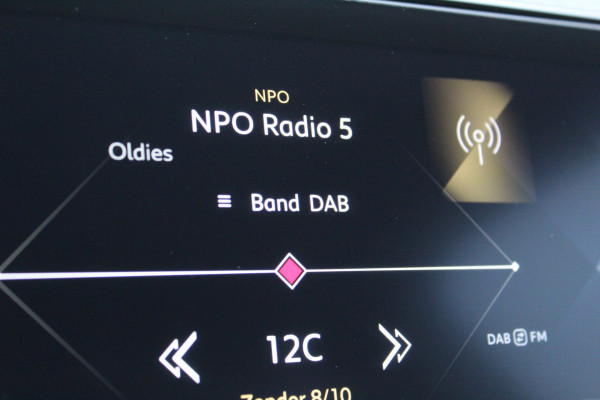 NPO
NPO Radio 5
Oldies
Band DAB
12C
DAB FM
Zender 8/10